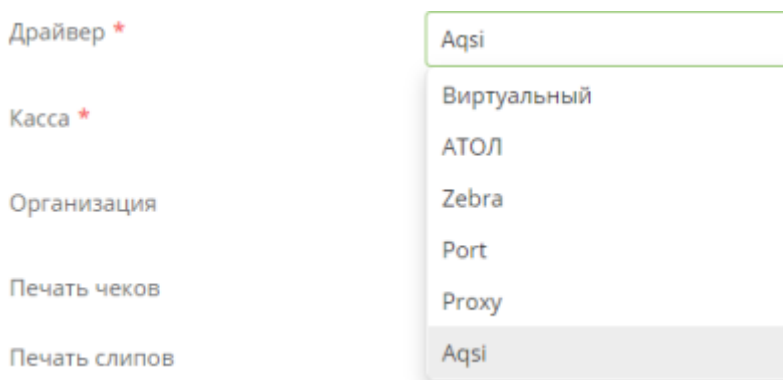 Драйвер *
Aqsi
Виртуальный
Касса *
АТОЛ
Zebra
Организация
Port
Печать чеков
Proxy
Печать слипов
Aqsi